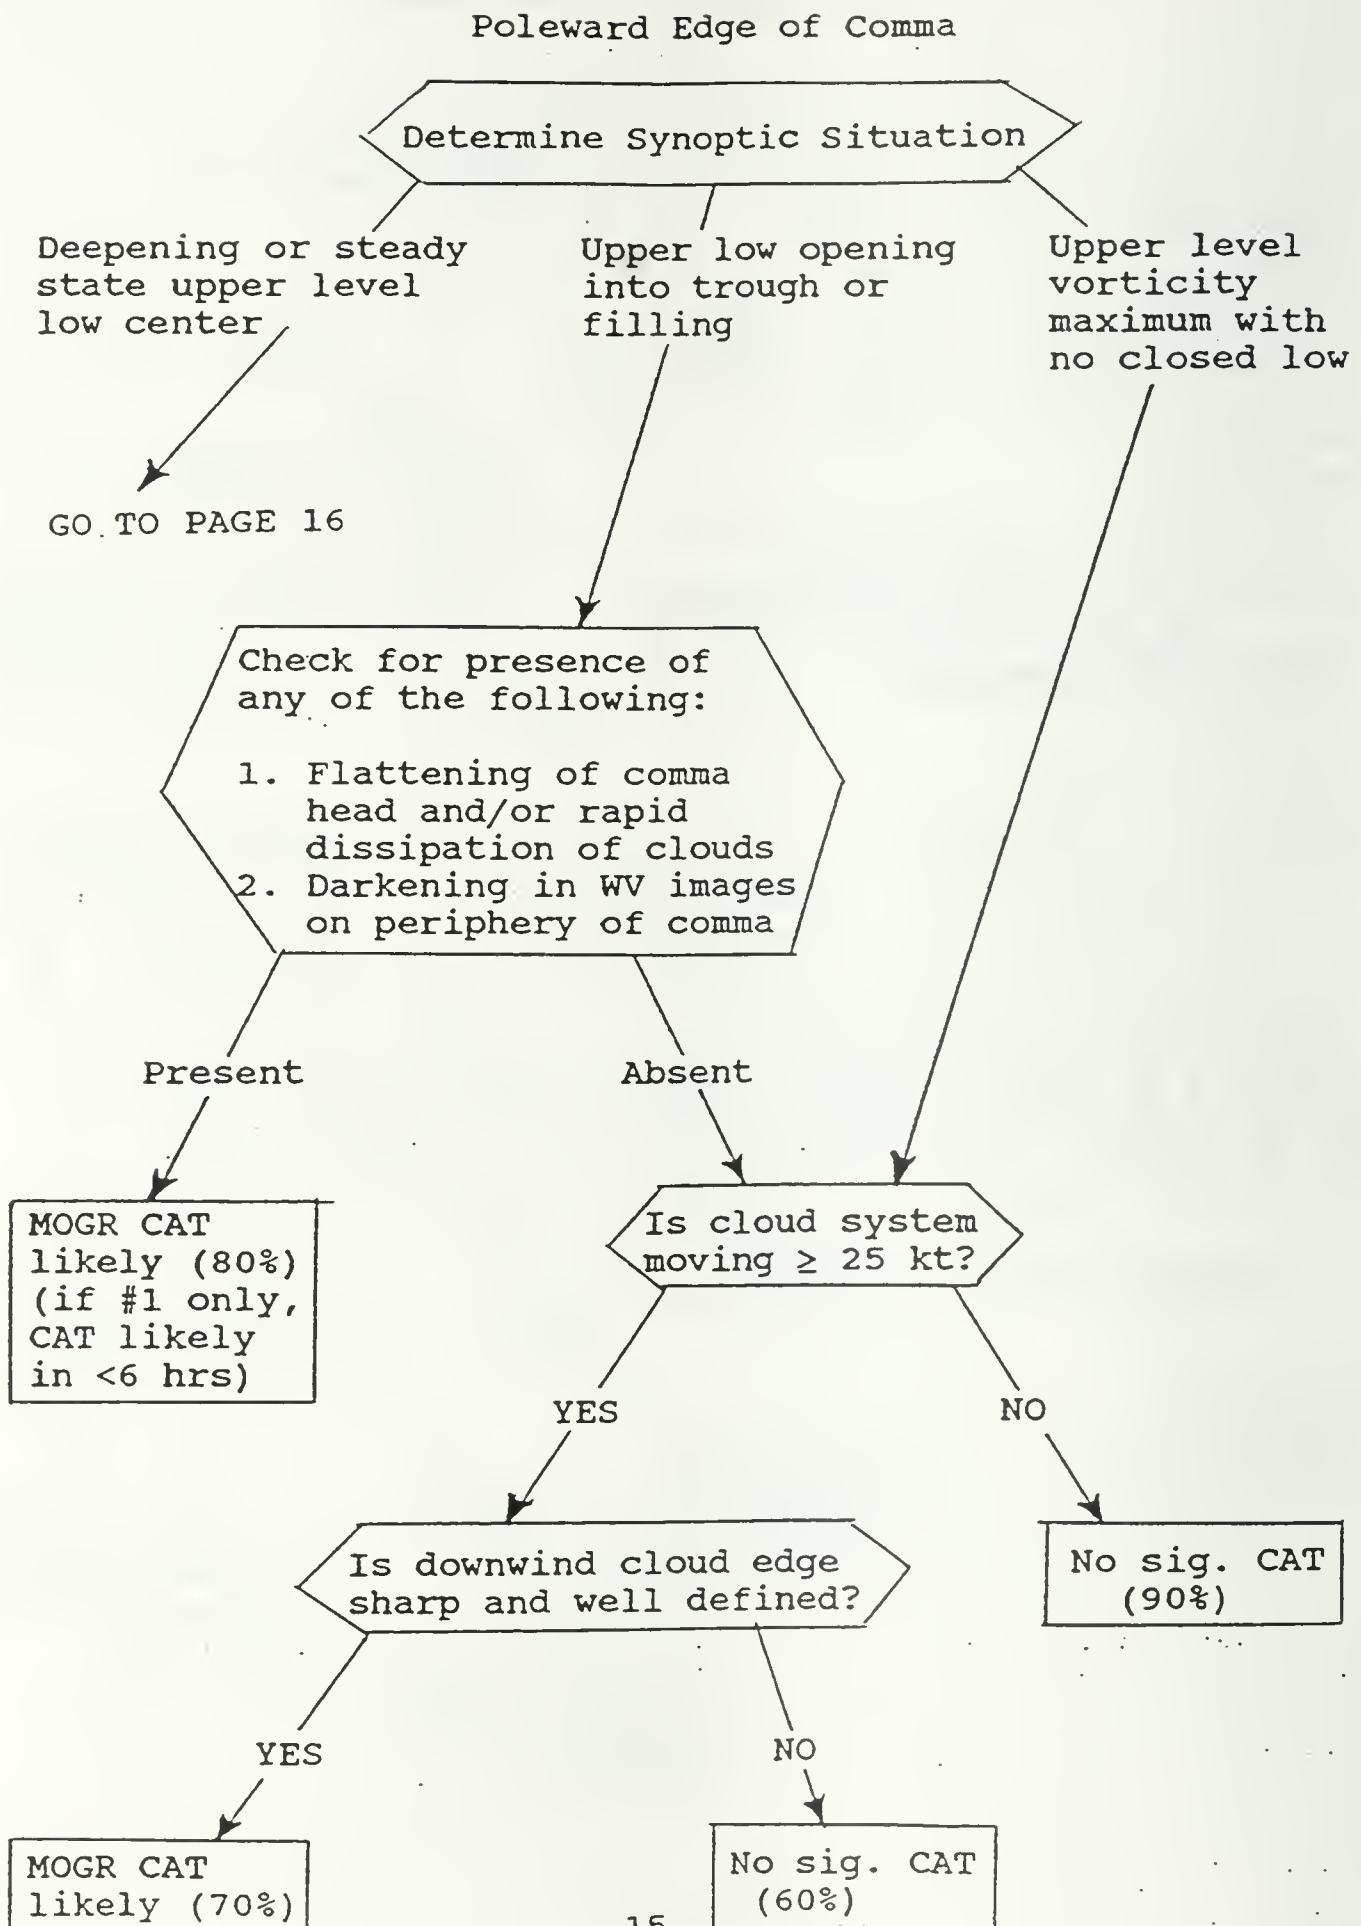 Poleward Edge of Comma
Determine Synoptic Situation
Deepening or steady
state upper level
low center
Upper low opening
into trough or
filling
Upper level
vorticity
maximum with
no closed low
GO TO PAGE 16
Check for presence of
any of the following:
1. Flattening of comma
head and/or rapid
dissipation of clouds
2. Darkening in WV images
on periphery of comma
Present
Absent
MOGR CAT
likely (80%)
(if #1 only,
CAT likely
in <6 hrs)
Is cloud system
moving ≥ 25 kt?
YES
NO
Is downwind cloud edge
sharp and well defined?
No sig. CAT
(90%)
YES
NO
MOGR CAT
likely (70%)
No sig. CAT
(60%)
15